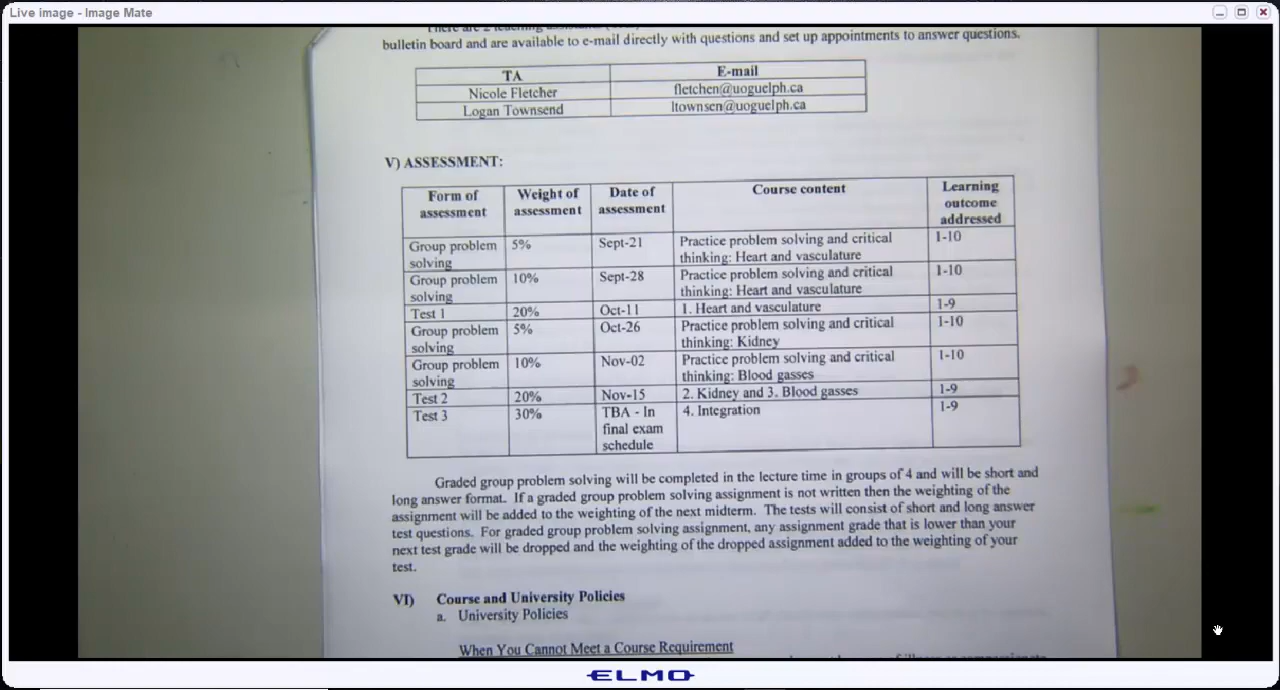 Live image - Image Mate
There are 2 teaching
bulletin board and are available to e-mail directly with questions and set up appointments to answer questions.
TA E-mail
Nicole Fletcher fletchen@uoguelph.ca
Logan Townsend ltownsen@uoguelph.ca
V) ASSESSMENT:
Form of assessment Weight of assessment Date of assessment Course content Learning outcome addressed
Group problem solving 5% Sept-21 Practice problem solving and critical thinking: Heart and vasculature 1-10
Group problem solving 10% Sept-28 Practice problem solving and critical thinking: Heart and vasculature 1-10
Test 1 20% Oct-11 1. Heart and vasculature 1-9
Group problem solving 5% Oct-26 Practice problem solving and critical thinking: Kidney 1-10
Group problem solving 10% Nov-02 Practice problem solving and critical thinking: Blood gasses 1-10
Test 2 20% Nov-15 2. Kidney and 3. Blood gasses 1-9
Test 3 30% TBA - In final exam schedule 4. Integration 1-9
Graded group problem solving will be completed in the lecture time in groups of 4 and will be short and
long answer format. If a graded group problem solving assignment is not written then the weighting of the
assignment will be added to the weighting of the next midterm. The tests will consist of short and long answer
test questions. For graded group problem solving assignment, any assignment grade that is lower than your
next test grade will be dropped and the weighting of the dropped assignment added to the weighting of your
test.
VI) Course and University Policies
a. University Policies
When You Cannot Meet a Course Requirement
ELMO